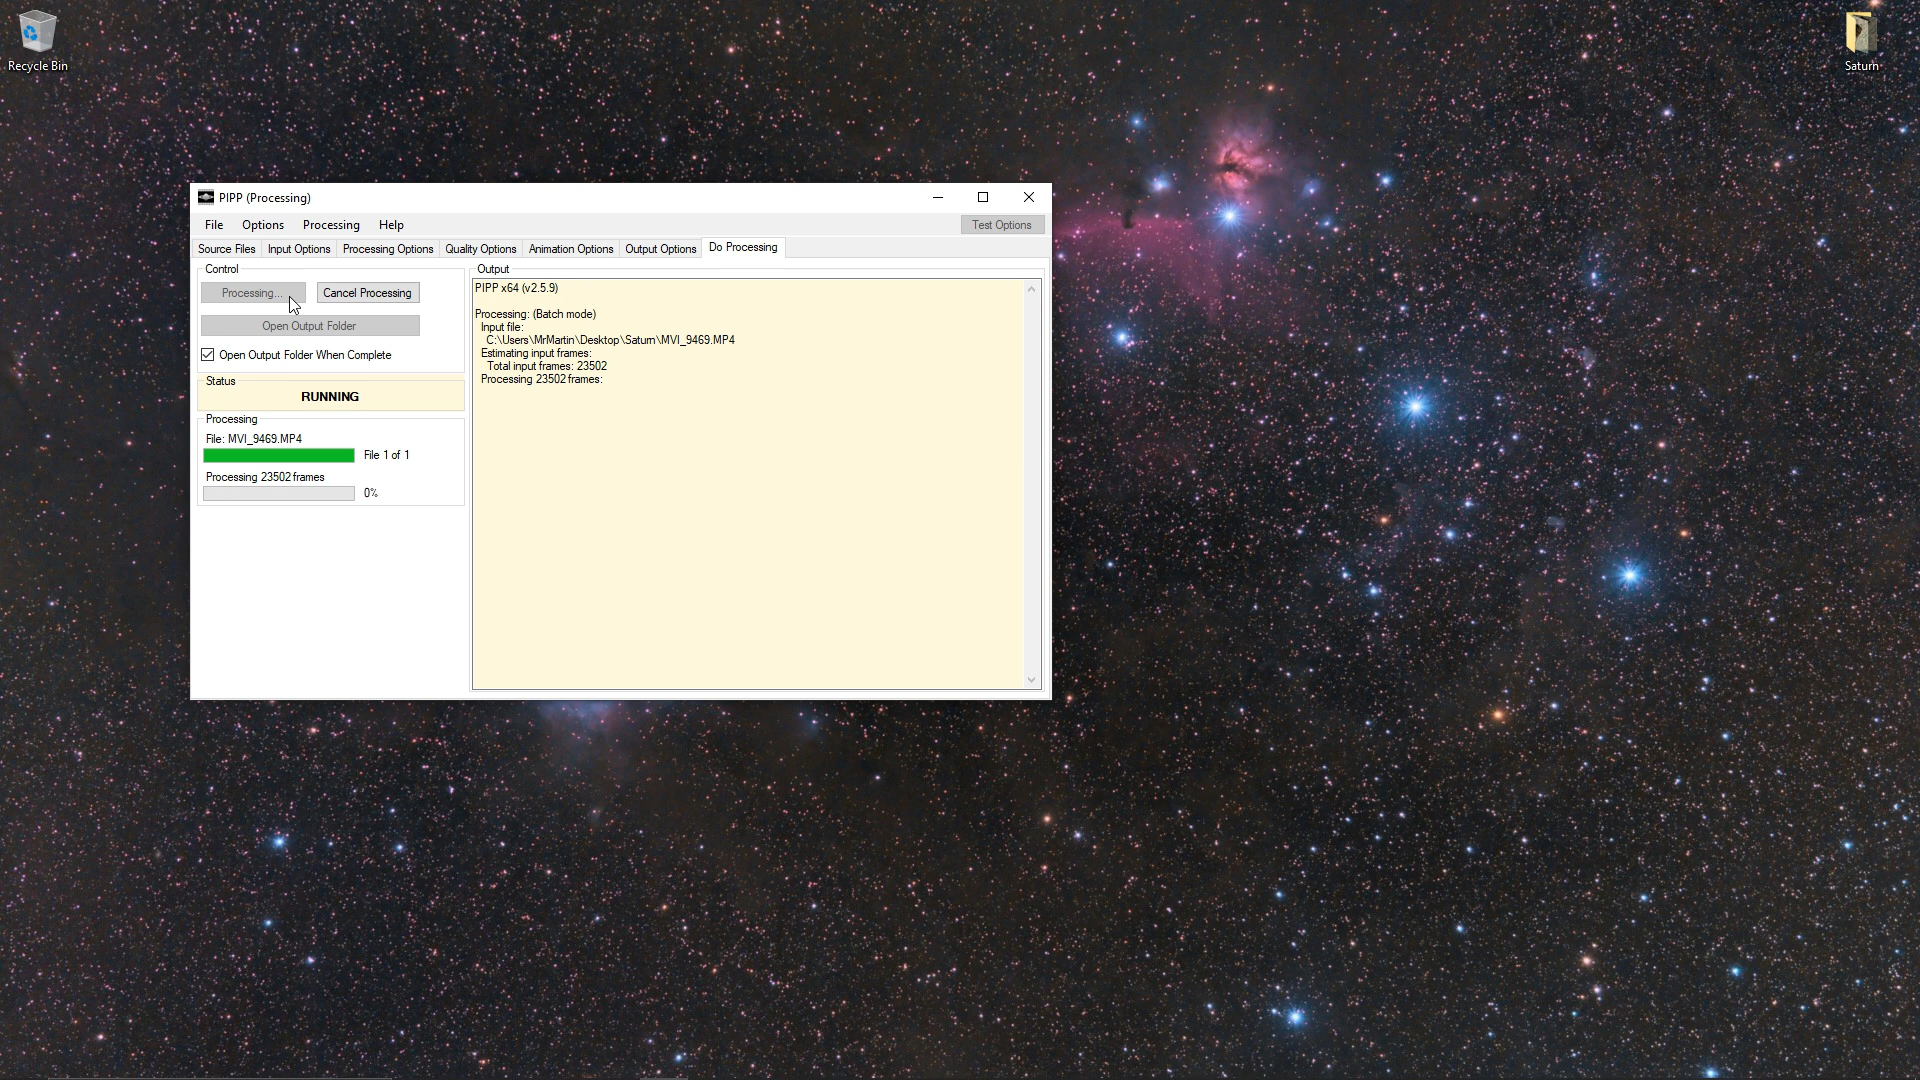 Recycle Bin
Saturn
PIPP (Processing)
File Options Processing Help Test Options
Source Files Input Options Processing Options Quality Options Animation Options Output Options Do Processing
Control
Processing... Cancel Processing
Open Output Folder
Open Output Folder When Complete
Status
RUNNING
Processing
File: MVI_9469.MP4
File 1 of 1
Processing 23502 frames
0%
Output
PIPP x64 (v2.5.9)
Processing: (Batch mode)
Input file:
C:\Users\MrMartin\Desktop\Saturn\MVI_9469.MP4
Estimating input frames:
Total input frames: 23502
Processing 23502 frames: